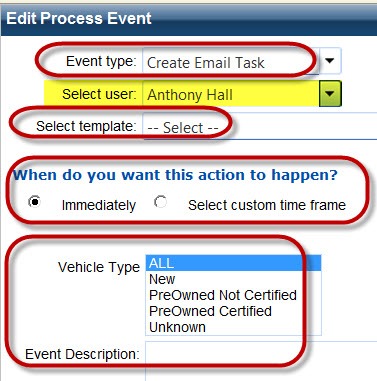 Edit Process Event
Event type: Create Email Task
Select user: Anthony Hall
Select template: -- Select --
When do you want this action to happen?
Immediately Select custom time frame
Vehicle Type ALL
New
PreOwned Not Certified
PreOwned Certified
Unknown
Event Description: